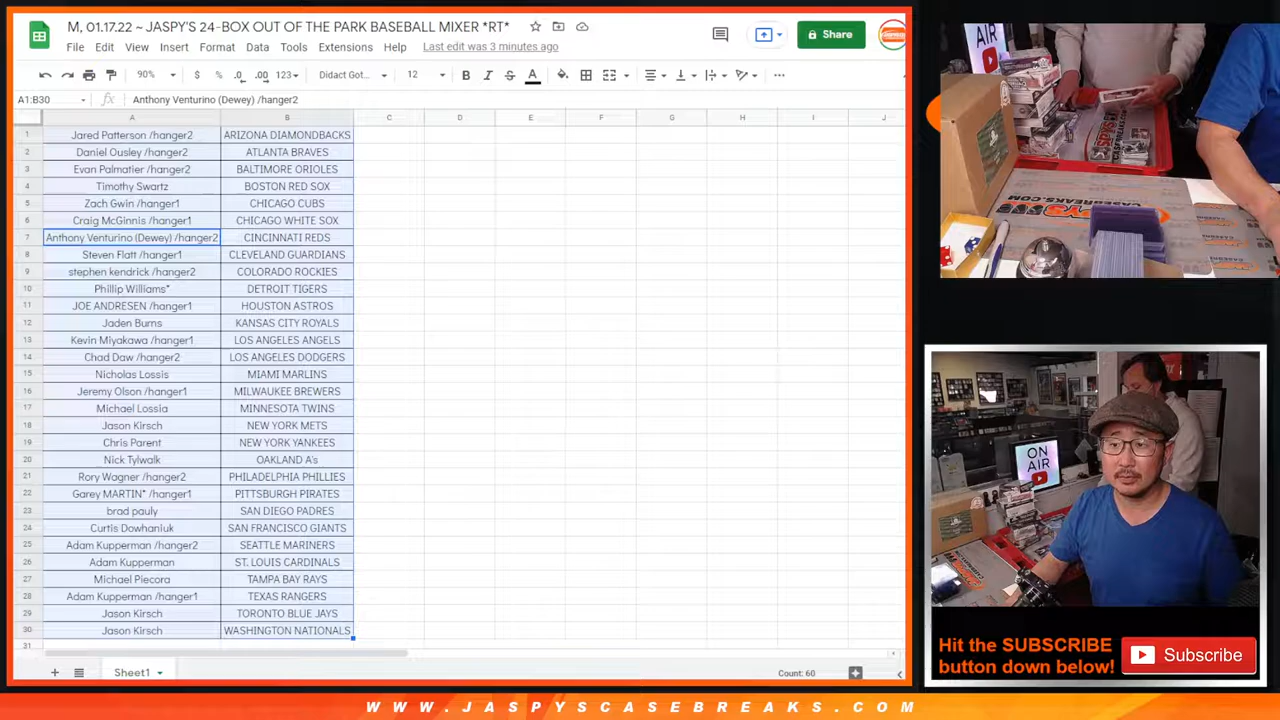 M, 01.17.22 ~ JASPY'S 24-BOX OUT OF THE PARK BASEBALL MIXER *RT*
File Edit View Insert Format Data Tools Extensions Help Last edit was 3 minutes ago
Share
90% $ % .0 .00 123 Didact Got... 12 B I S A
A1:B30 fx Anthony Venturino (Dewey) /hanger2
A B C D E F G H I J
1 Jared Patterson /hanger2 ARIZONA DIAMONDBACKS
2 Daniel Ousley /hanger2 ATLANTA BRAVES
3 Evan Palmatier /hanger2 BALTIMORE ORIOLES
4 Timothy Swartz BOSTON RED SOX
5 Zach Gwin /hanger1 CHICAGO CUBS
6 Craig McGinnis /hanger1 CHICAGO WHITE SOX
7 Anthony Venturino (Dewey) /hanger2 CINCINNATI REDS
8 Steven Flatt /hanger1 CLEVELAND GUARDIANS
9 stephen kendrick /hanger2 COLORADO ROCKIES
10 Phillip Williams* DETROIT TIGERS
11 JOE ANDRESEN /hanger1 HOUSTON ASTROS
12 Jaden Burns KANSAS CITY ROYALS
13 Kevin Miyakawa /hanger1 LOS ANGELES ANGELS
14 Chad Daw /hanger2 LOS ANGELES DODGERS
15 Nicholas Lossis MIAMI MARLINS
16 Jeremy Olson /hanger1 MILWAUKEE BREWERS
17 Michael Lossia MINNESOTA TWINS
18 Jason Kirsch NEW YORK METS
19 Chris Parent NEW YORK YANKEES
20 Nick Tylwalk OAKLAND A's
21 Rory Wagner /hanger2 PHILADELPHIA PHILLIES
22 Garey MARTIN* /hanger1 PITTSBURGH PIRATES
23 brad pauly SAN DIEGO PADRES
24 Curtis Dowhaniuk SAN FRANCISCO GIANTS
25 Adam Kupperman /hanger2 SEATTLE MARINERS
26 Adam Kupperman ST. LOUIS CARDINALS
27 Michael Piecora TAMPA BAY RAYS
28 Adam Kupperman /hanger1 TEXAS RANGERS
29 Jason Kirsch TORONTO BLUE JAYS
30 Jason Kirsch WASHINGTON NATIONALS
31
Sheet1 Count: 60
AIR
JASPYS
CASEBREAKS.COM
ON
AIR
Hit the SUBSCRIBE
button down below!
Subscribe
WWW.JASPYSCASEBREAKS.COM